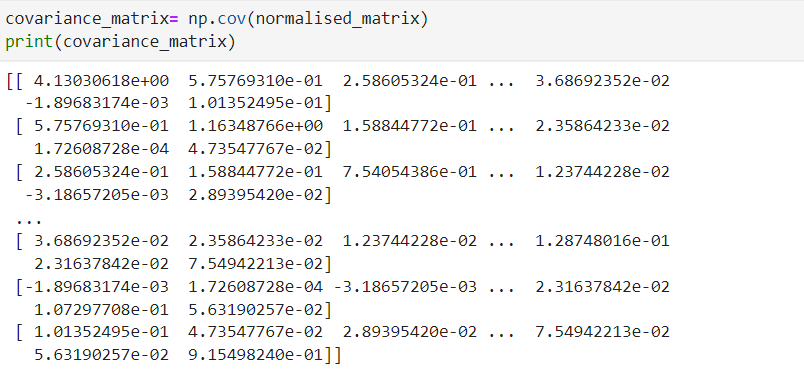 covariance_matrix= np.cov(normalised_matrix)
print(covariance_matrix)
[[ 4.13030618e+00  5.75769310e-01  2.58605324e-01 ...  3.68692352e-02
  -1.89683174e-03  1.01352495e-01]
 [ 5.75769310e-01  1.16348766e+00  1.58844772e-01 ...  2.35864233e-02
   1.72608728e-04  4.73547767e-02]
 [ 2.58605324e-01  1.58844772e-01  7.54054386e-01 ...  1.23744228e-02
  -3.18657205e-03  2.89395420e-02]
 ...
 [ 3.68692352e-02  2.35864233e-02  1.23744228e-02 ...  1.28748016e-01
   2.31637842e-02  7.54942213e-02]
 [-1.89683174e-03  1.72608728e-04 -3.18657205e-03 ...  2.31637842e-02
   1.07297708e-01  5.63190257e-02]
 [ 1.01352495e-01  4.73547767e-02  2.89395420e-02 ...  7.54942213e-02
   5.63190257e-02  9.15498240e-01]]